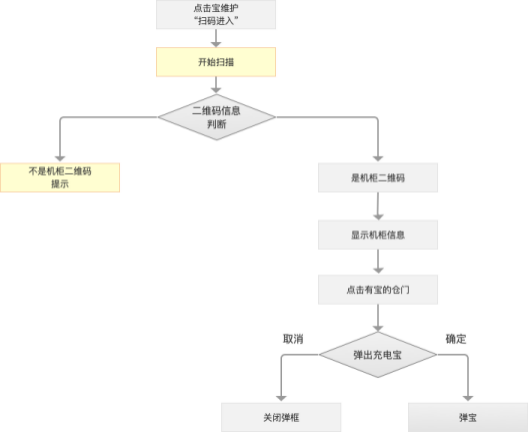 点击宝维护
“扫码进入”
开始扫描
二维码信息
判断
不是机柜二维码
提示
是机柜二维码
显示机柜信息
点击有宝的仓门
取消
确定
弹出充电宝
关闭弹框
弹宝